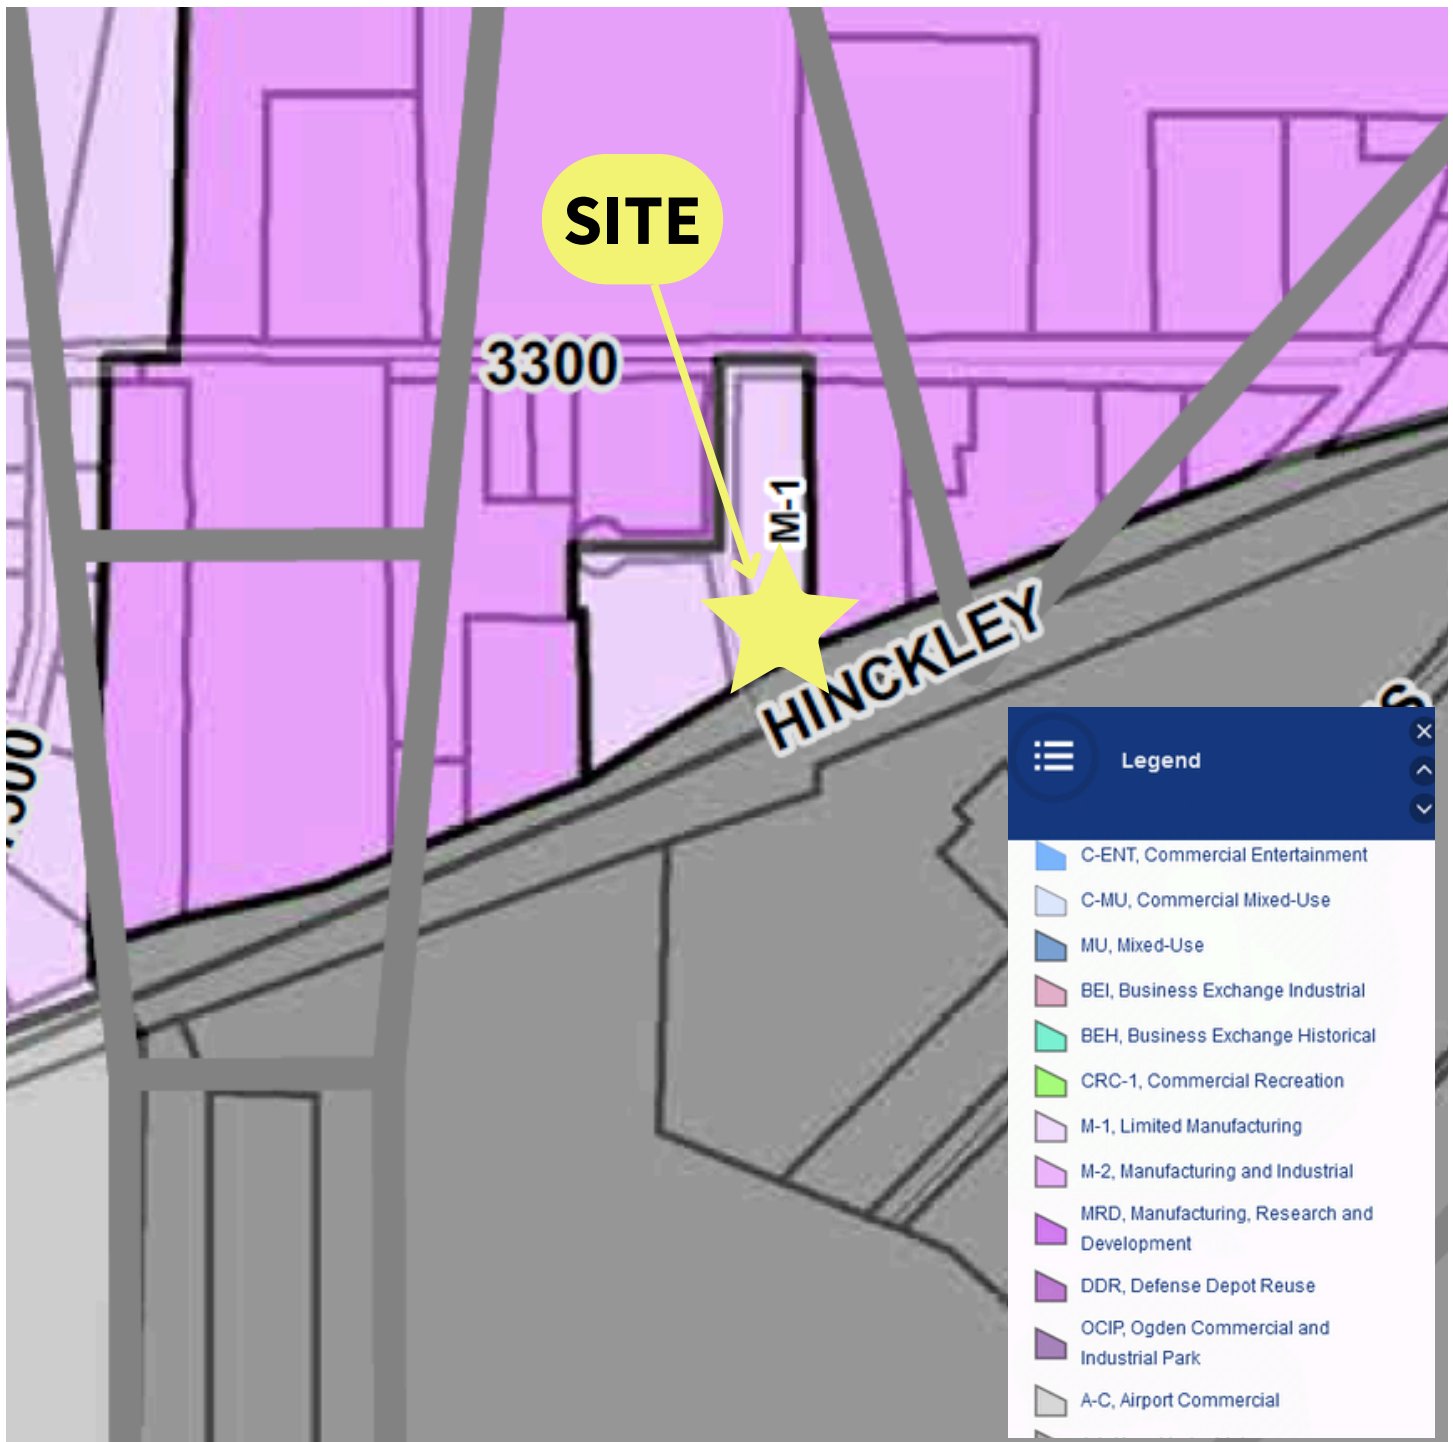 SITE
3300
M-1
HINCKLEY
S
Legend
C-ENT, Commercial Entertainment
C-MU, Commercial Mixed-Use
MU, Mixed-Use
BEI, Business Exchange Industrial
BEH, Business Exchange Historical
CRC-1, Commercial Recreation
M-1, Limited Manufacturing
M-2, Manufacturing and Industrial
MRD, Manufacturing, Research and
Development
DDR, Defense Depot Reuse
OCIP, Ogden Commercial and
Industrial Park
A-C, Airport Commercial